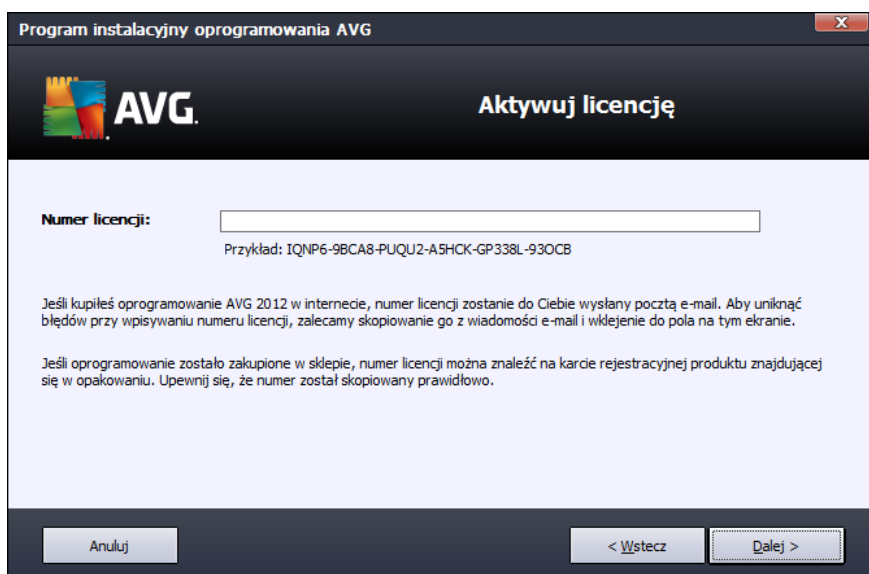 Program instalacyjny oprogramowania AVG
AVG.
Aktywuj licencję
Numer licencji:
Przykład: IQNP6-9BCA8-PUQU2-A5HCK-GP338L-93OCB
Jeśli kupiłeś oprogramowanie AVG 2012 w internecie, numer licencji zostanie do Ciebie wysłany pocztą e-mail. Aby uniknąć
błędów przy wpisywaniu numeru licencji, zalecamy skopiowanie go z wiadomości e-mail i wklejenie do pola na tym ekranie.
Jeśli oprogramowanie zostało zakupione w sklepie, numer licencji można znaleźć na karcie rejestracyjnej produktu znajdującej
się w opakowaniu. Upewnij się, że numer został skopiowany prawidłowo.
Anuluj
< Wstecz
Dalej >